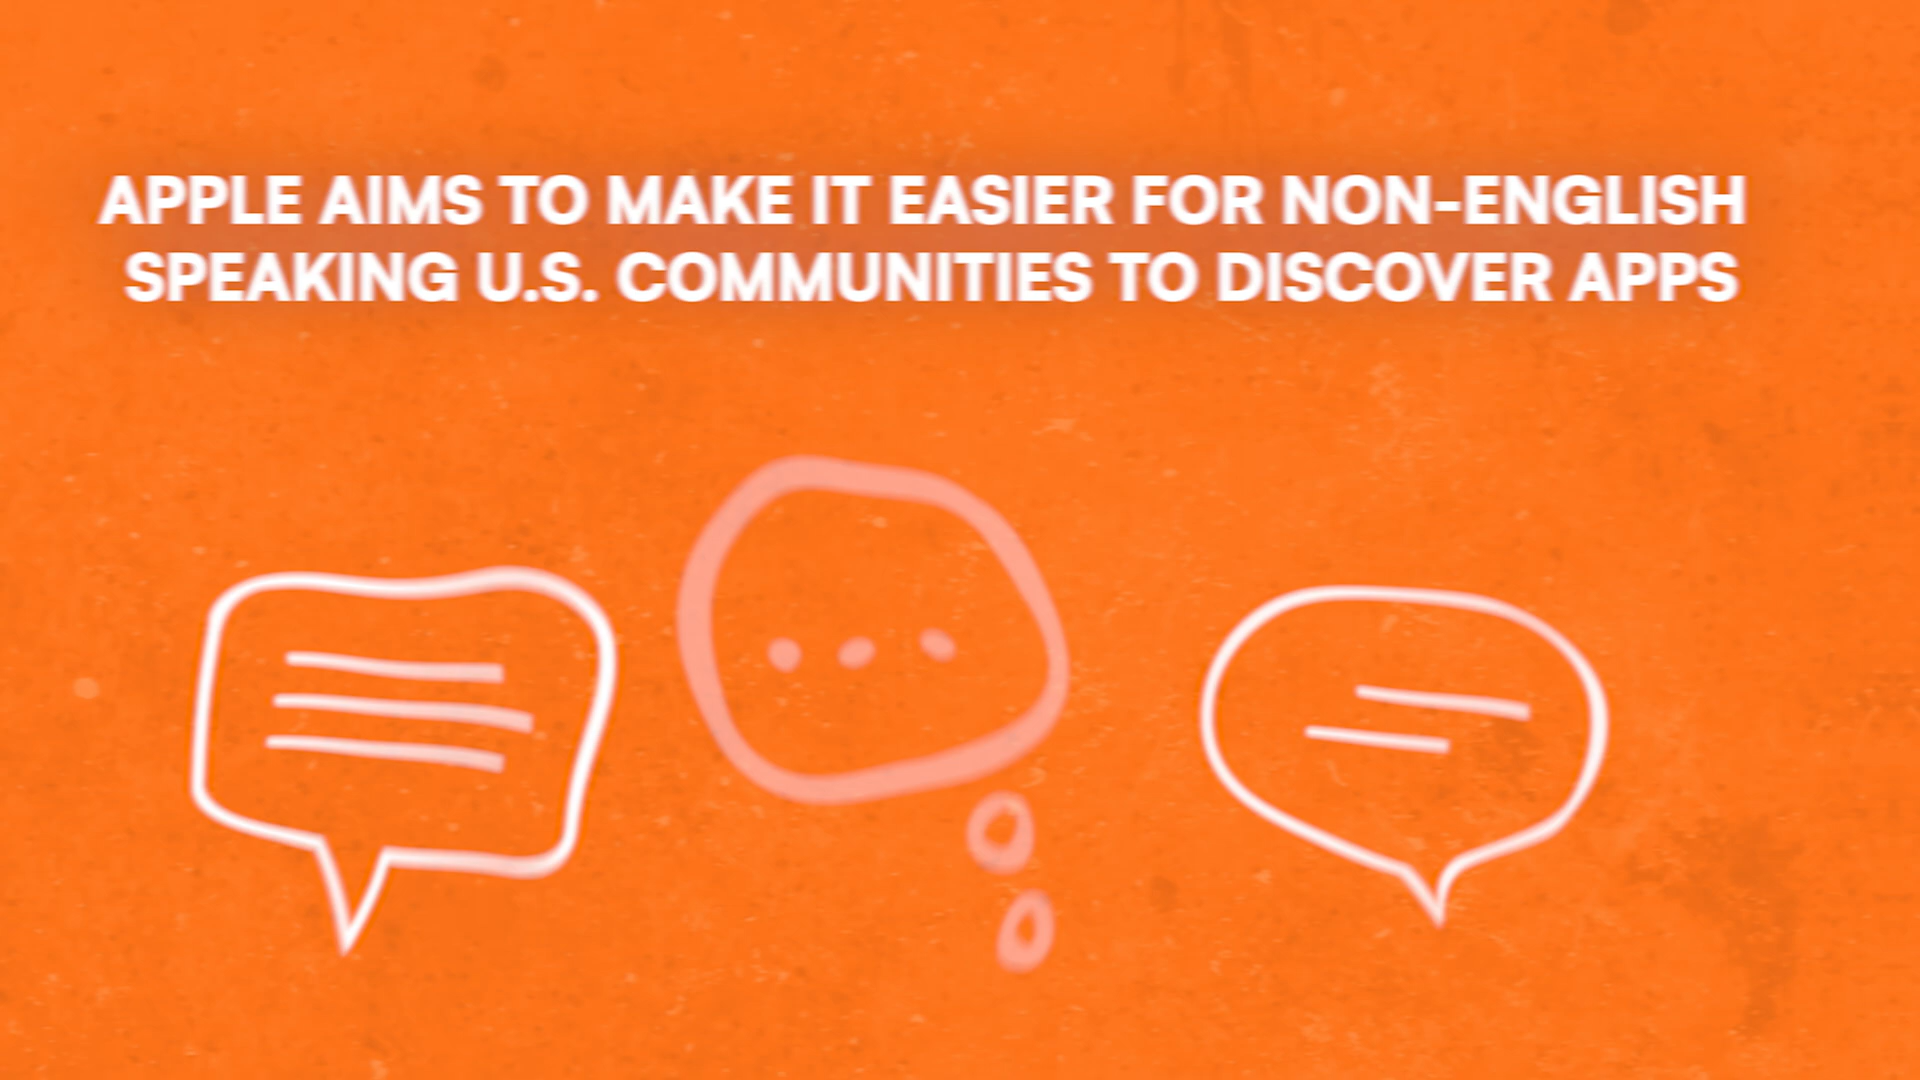 APPLE AIMS TO MAKE IT EASIER FOR NON-ENGLISH
SPEAKING U.S. COMMUNITIES TO DISCOVER APPS